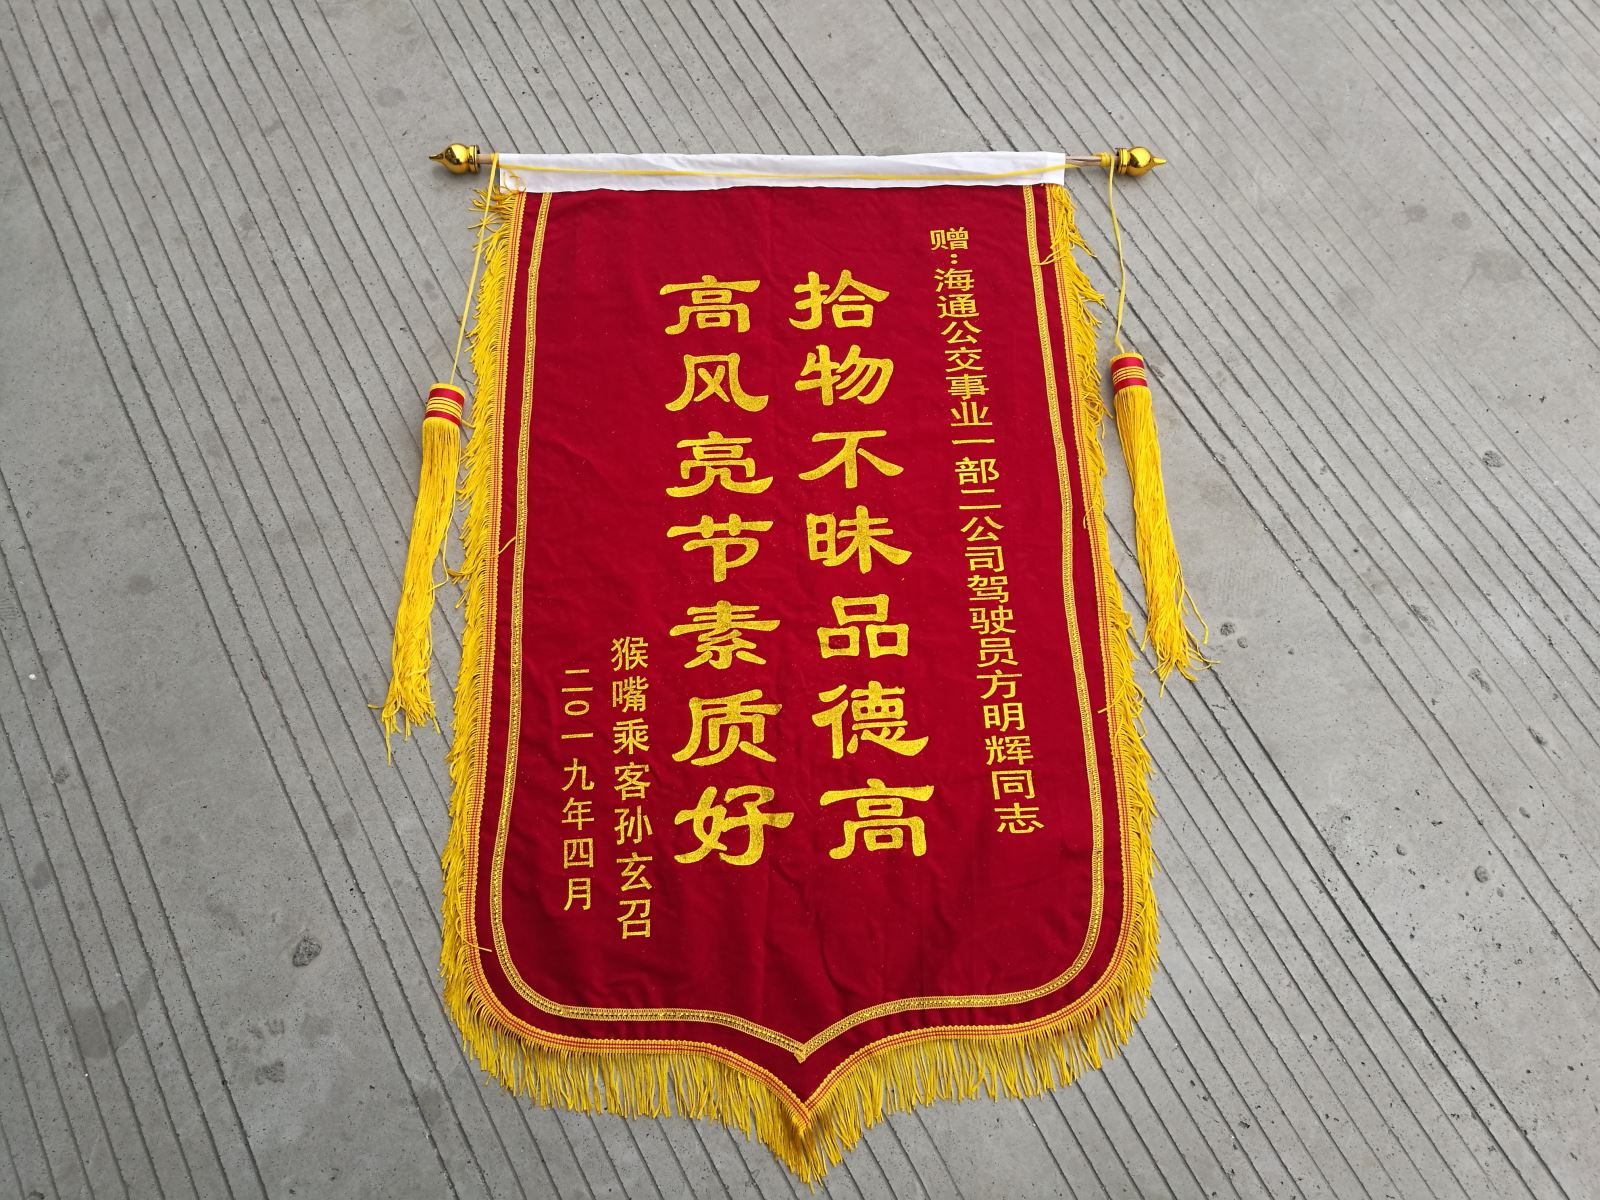 赠:海通公交事业一部二公司驾驶员方明辉同志
拾物不昧品德高
高风亮节素质好
猴嘴乘客孙玄召
二〇一九年四月